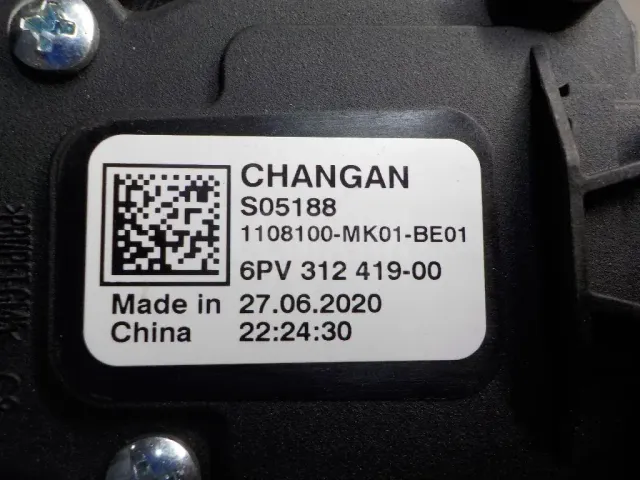 CHANGAN
S05188
1108100-MK01-BE01
6PV 312 419-00
Made in 27.06.2020
China 22:24:30